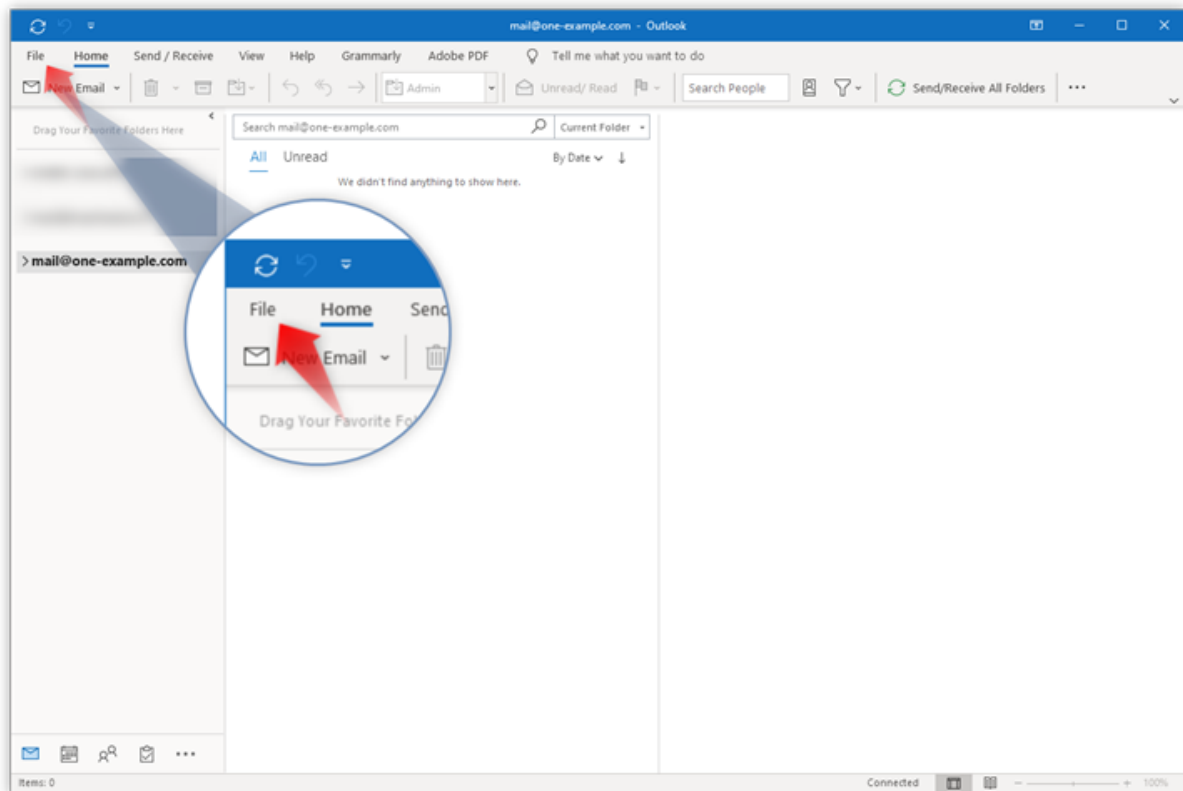 mail@one-example.com - Outlook
File Home Send / Receive View Help Grammarly Adobe PDF Tell me what you want to do
New Email Admin Unread/ Read Search People Send/Receive All Folders
Drag Your Favorite Folders Here
Search mail@one-example.com Current Folder
All Unread By Date
We didn't find anything to show here.
mail@one-example.com
File Home Send
New Email
Drag Your Favorite Fo
Items: 0 Connected 100%